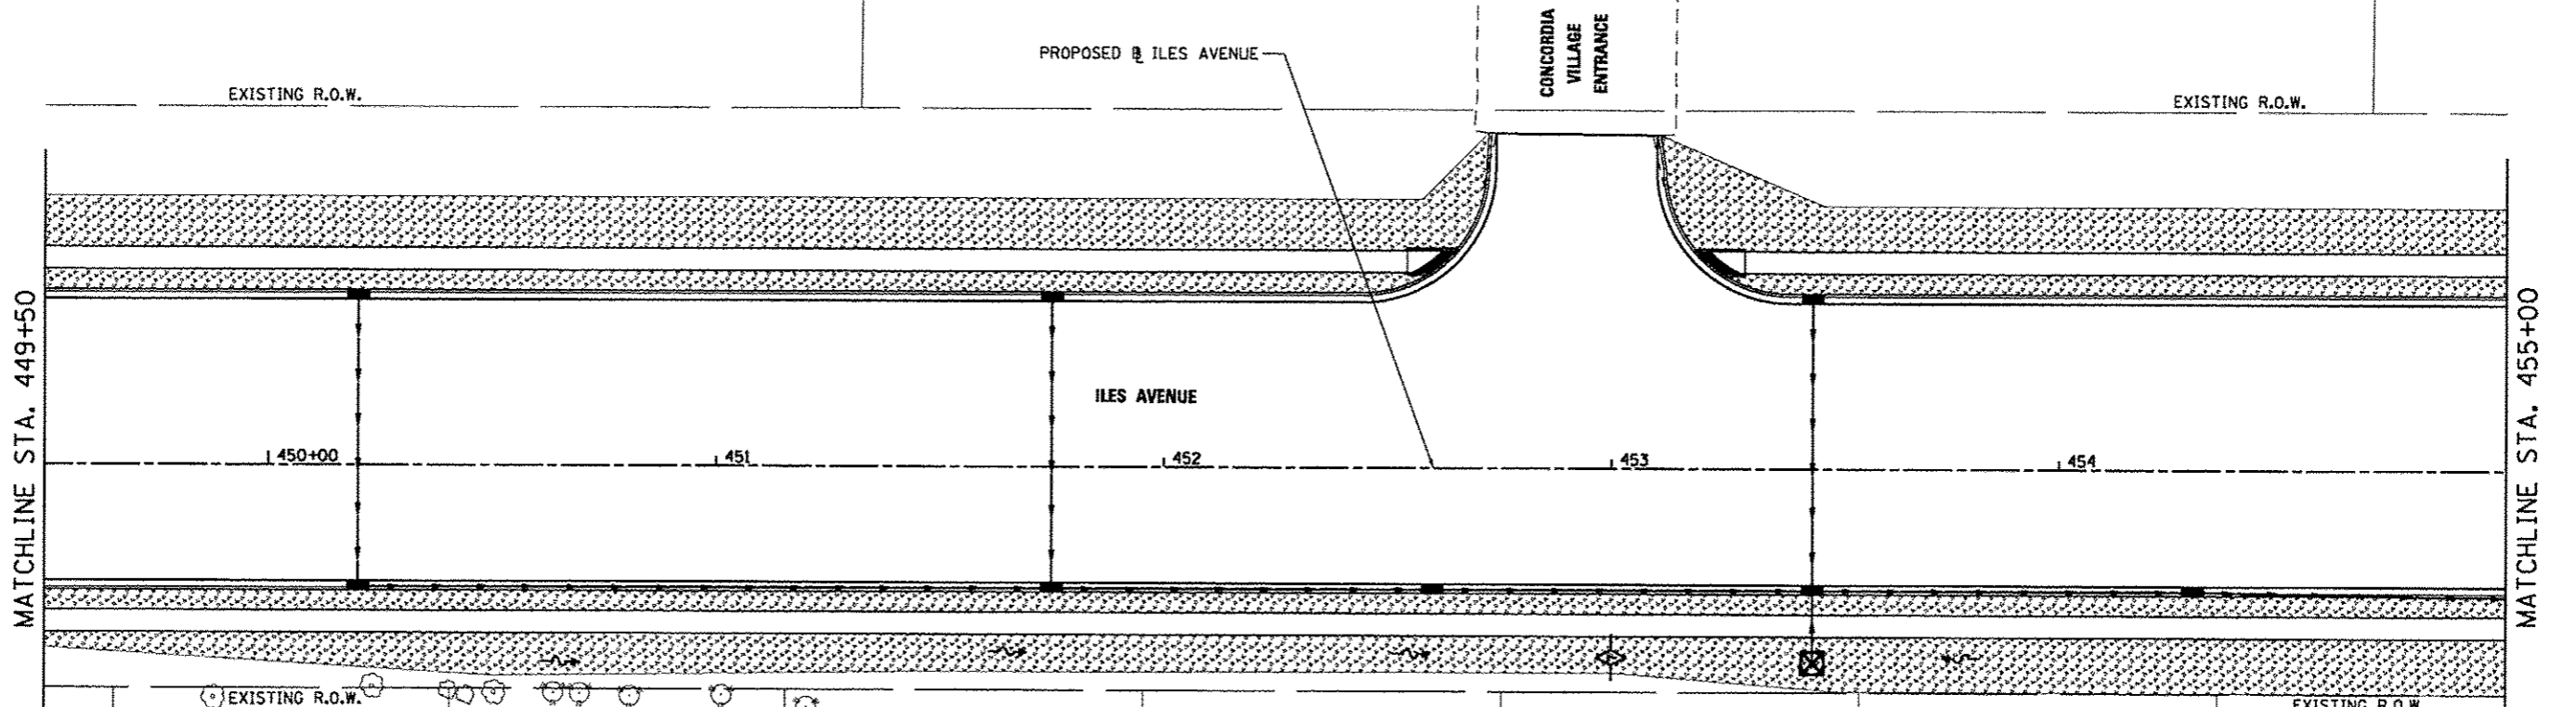 PROPOSED ℄ ILES AVENUE
CONCORDIA
VILLAGE
ENTRANCE
EXISTING R.O.W.
EXISTING R.O.W.
MATCHLINE STA. 449+50
ILES AVENUE
450+00
451
452
453
454
MATCHLINE STA. 455+00
EXISTING R.O.W.
EXISTING R.O.W.